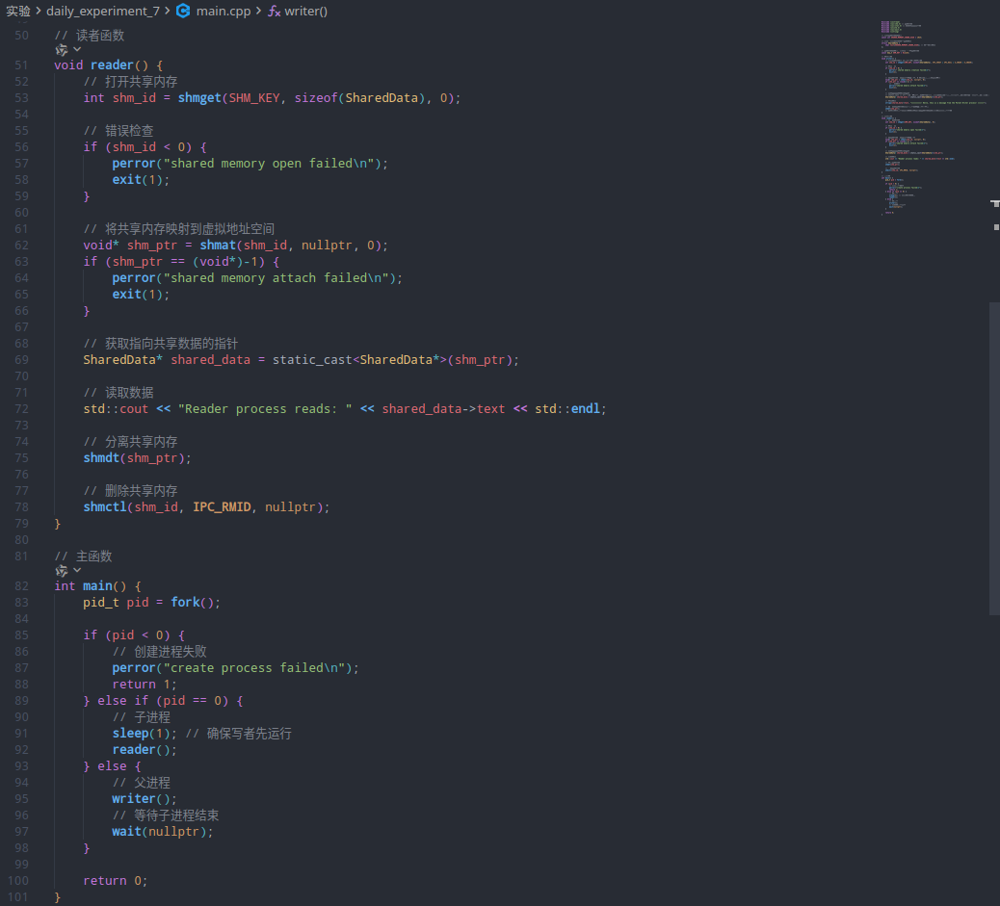 实验 > daily_experiment_7 > main.cpp > writer()
50 // 读者函数
51 void reader() {
52 // 打开共享内存
53 int shm_id = shmget(SHM_KEY, sizeof(SharedData), 0);
54
55 // 错误检查
56 if (shm_id < 0) {
57 perror("shared memory open failed\n");
58 exit(1);
59 }
60
61 // 将共享内存映射到虚拟地址空间
62 void* shm_ptr = shmat(shm_id, nullptr, 0);
63 if (shm_ptr == (void*)-1) {
64 perror("shared memory attach failed\n");
65 exit(1);
66 }
67
68 // 获取指向共享数据的指针
69 SharedData* shared_data = static_cast<SharedData*>(shm_ptr);
70
71 // 读取数据
72 std::cout << "Reader process reads: " << shared_data->text << std::endl;
73
74 // 分离共享内存
75 shmdt(shm_ptr);
76
77 // 删除共享内存
78 shmctl(shm_id, IPC_RMID, nullptr);
79 }
80
81 // 主函数
82 int main() {
83 pid_t pid = fork();
84
85 if (pid < 0) {
86 // 创建进程失败
87 perror("create process failed\n");
88 return 1;
89 } else if (pid == 0) {
90 // 子进程
91 sleep(1); // 确保写者先运行
92 reader();
93 } else {
94 // 父进程
95 writer();
96 // 等待子进程结束
97 wait(nullptr);
98 }
99
100 return 0;
101 }